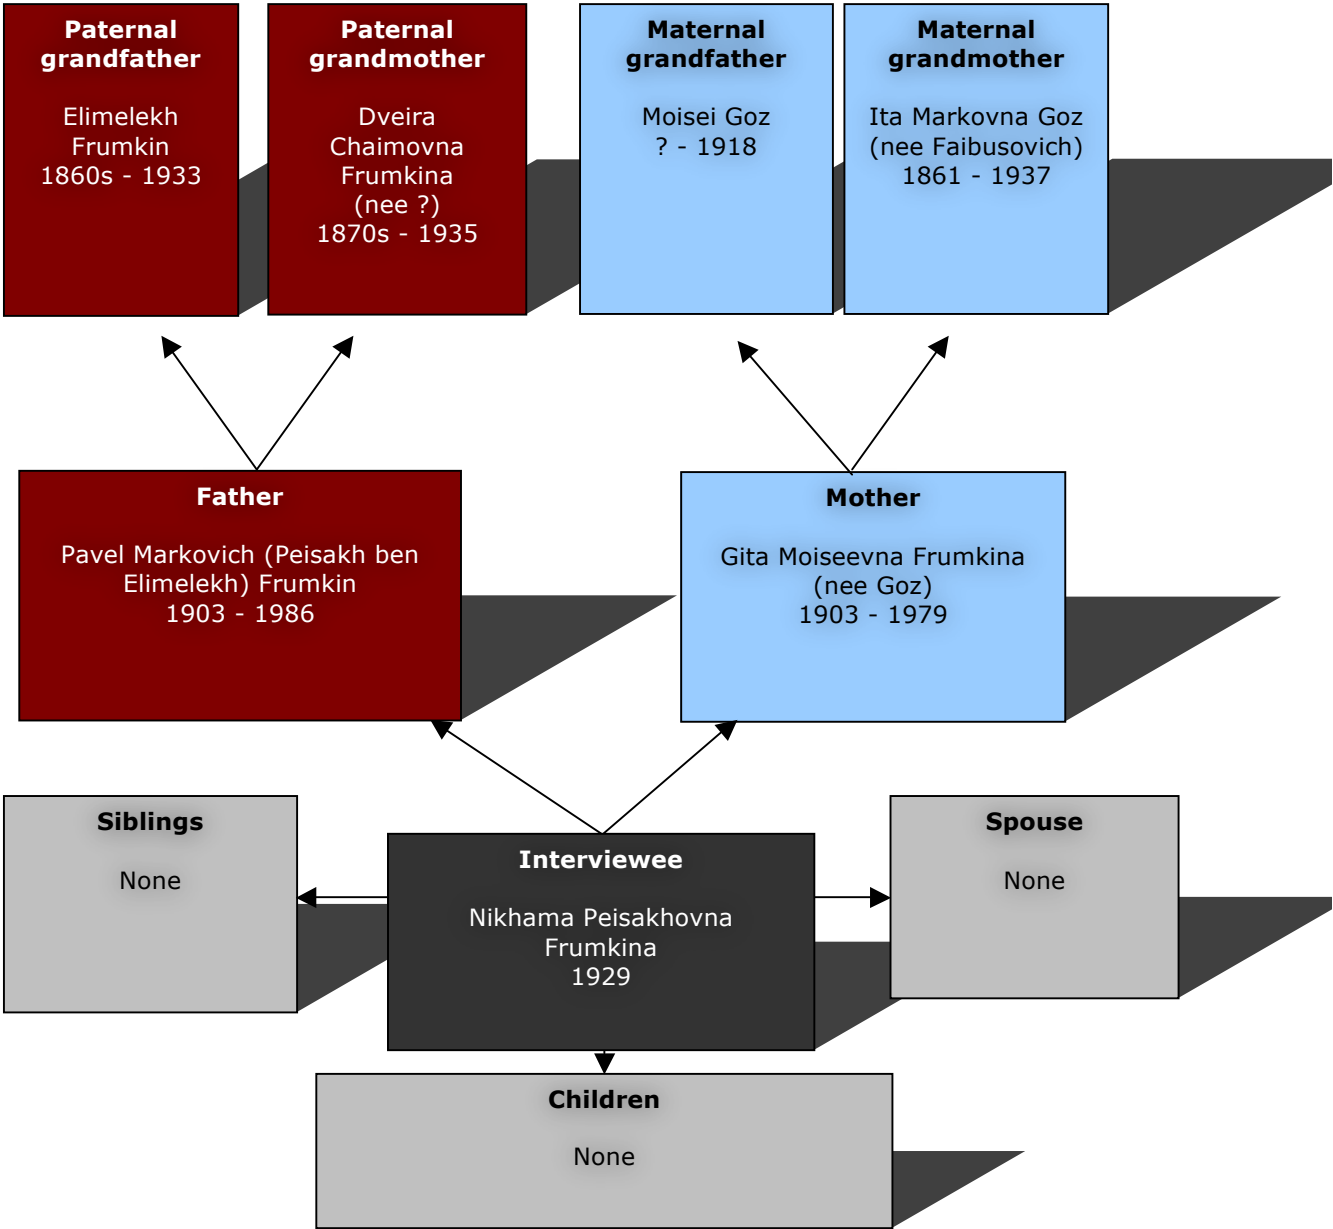 Paternal
grandfather
Elimelekh
Frumkin
1860s - 1933
Paternal
grandmother
Dveira
Chaimovna
Frumkina
(nee ?)
1870s - 1935
Maternal
grandfather
Moisei Goz
? - 1918
Maternal
grandmother
Ita Markovna Goz
(nee Faibusovich)
1861 - 1937
Father
Pavel Markovich (Peisakh ben
Elimelekh) Frumkin
1903 - 1986
Mother
Gita Moiseevna Frumkina
(nee Goz)
1903 - 1979
Siblings
None
Interviewee
Nikhama Peisakhovna
Frumkina
1929
Spouse
None
Children
None